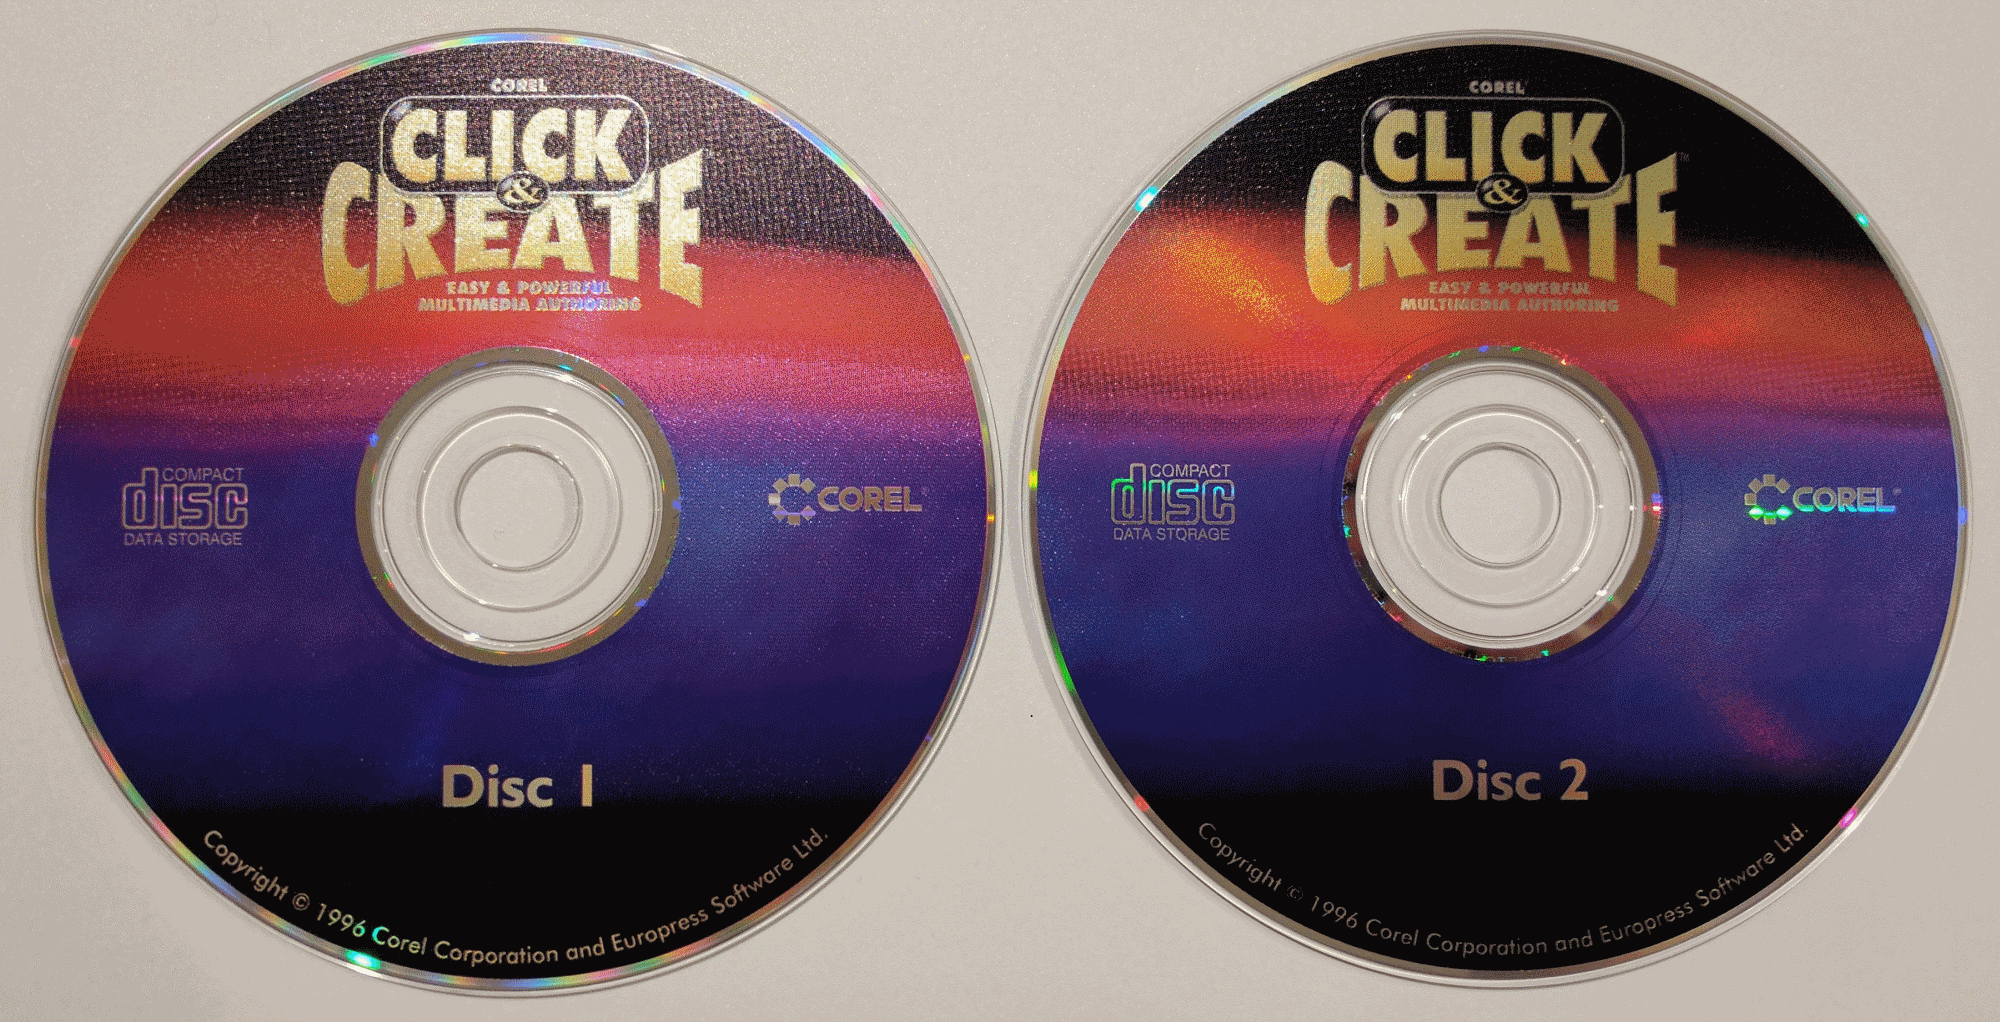 COREL
CLICK
&
CREATE
EASY & POWERFUL
MULTIMEDIA AUTHORING
COMPACT
disc
DATA STORAGE
COREL
Disc 1
Copyright © 1996 Corel Corporation and Europress Software Ltd.
COREL
CLICK
&
CREATE™
EASY & POWERFUL
MULTIMEDIA AUTHORING
COMPACT
disc
DATA STORAGE
COREL®
Disc 2
Copyright © 1996 Corel Corporation and Europress Software Ltd.